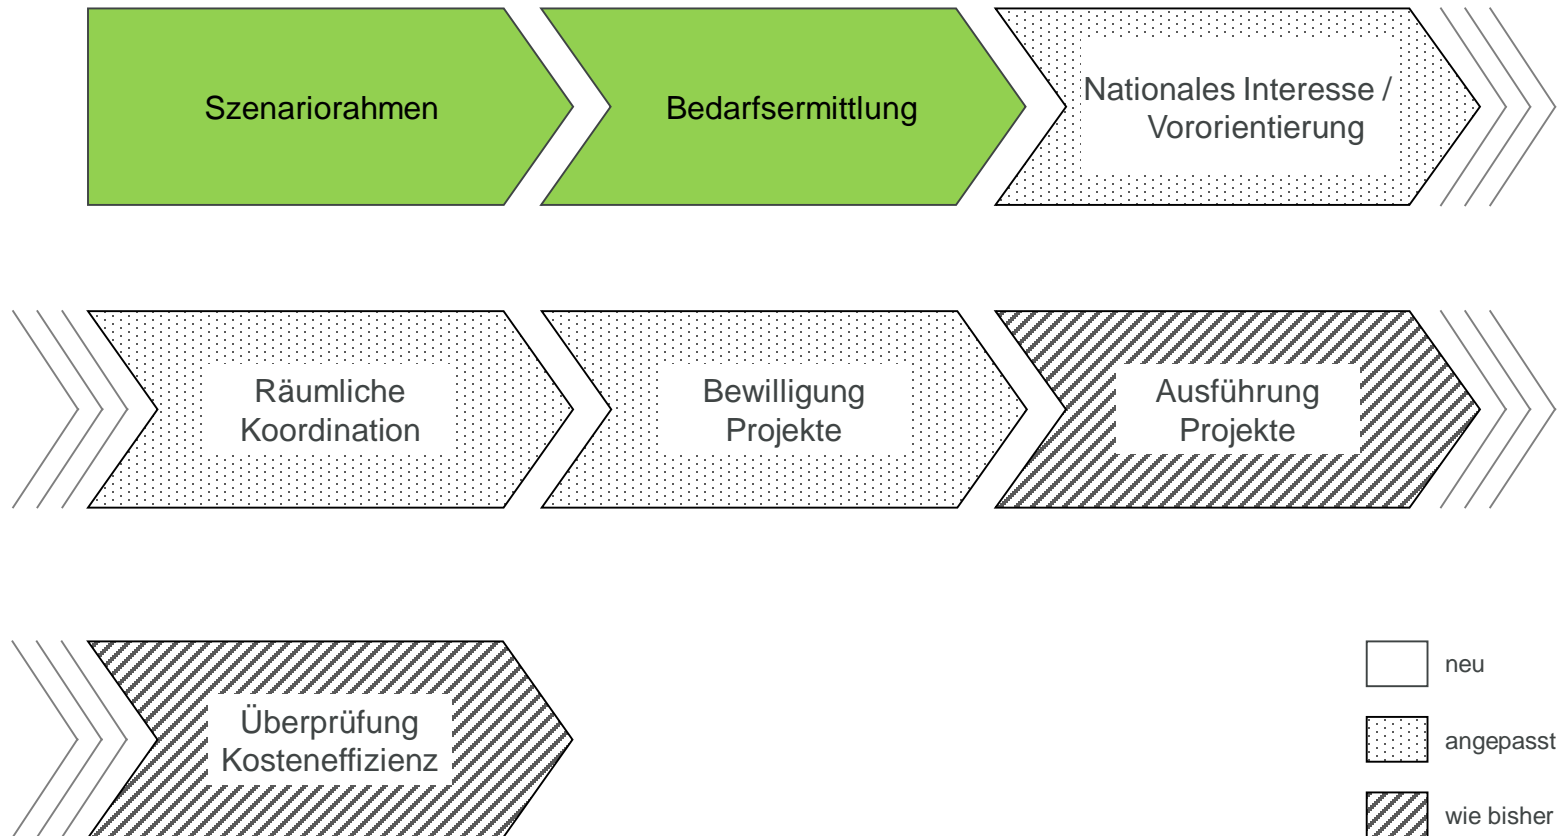 Szenariorahmen
Bedarfsermittlung
Nationales Interesse /
Vororientierung
Räumliche
Koordination
Bewilligung
Projekte
Ausführung
Projekte
Überprüfung
Kosteneffizienz
neu
angepasst
wie bisher